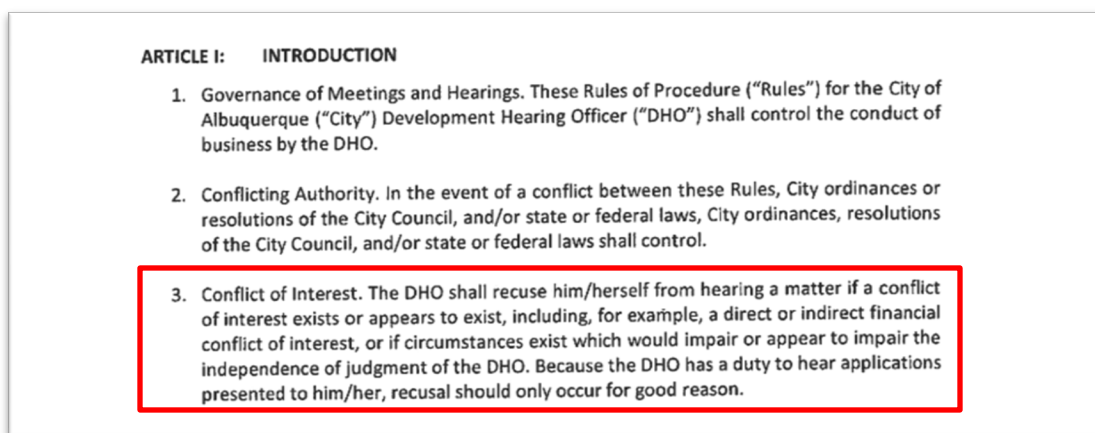 ARTICLE I: INTRODUCTION
1. Governance of Meetings and Hearings. These Rules of Procedure (“Rules”) for the City of
Albuquerque (“City”) Development Hearing Officer (“DHO”) shall control the conduct of
business by the DHO.
2. Conflicting Authority. In the event of a conflict between these Rules, City ordinances or
resolutions of the City Council, and/or state or federal laws, City ordinances, resolutions
of the City Council, and/or state or federal laws shall control.
3. Conflict of Interest. The DHO shall recuse him/herself from hearing a matter if a conflict
of interest exists or appears to exist, including, for example, a direct or indirect financial
conflict of interest, or if circumstances exist which would impair or appear to impair the
independence of judgment of the DHO. Because the DHO has a duty to hear applications
presented to him/her, recusal should only occur for good reason.